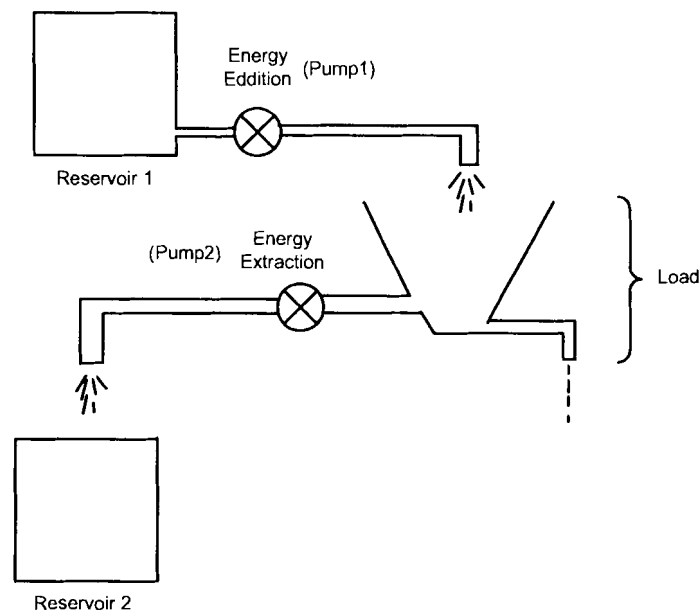 Energy
Eddition (Pump1)
Reservoir 1
(Pump2) Energy
Extraction
Load
Reservoir 2